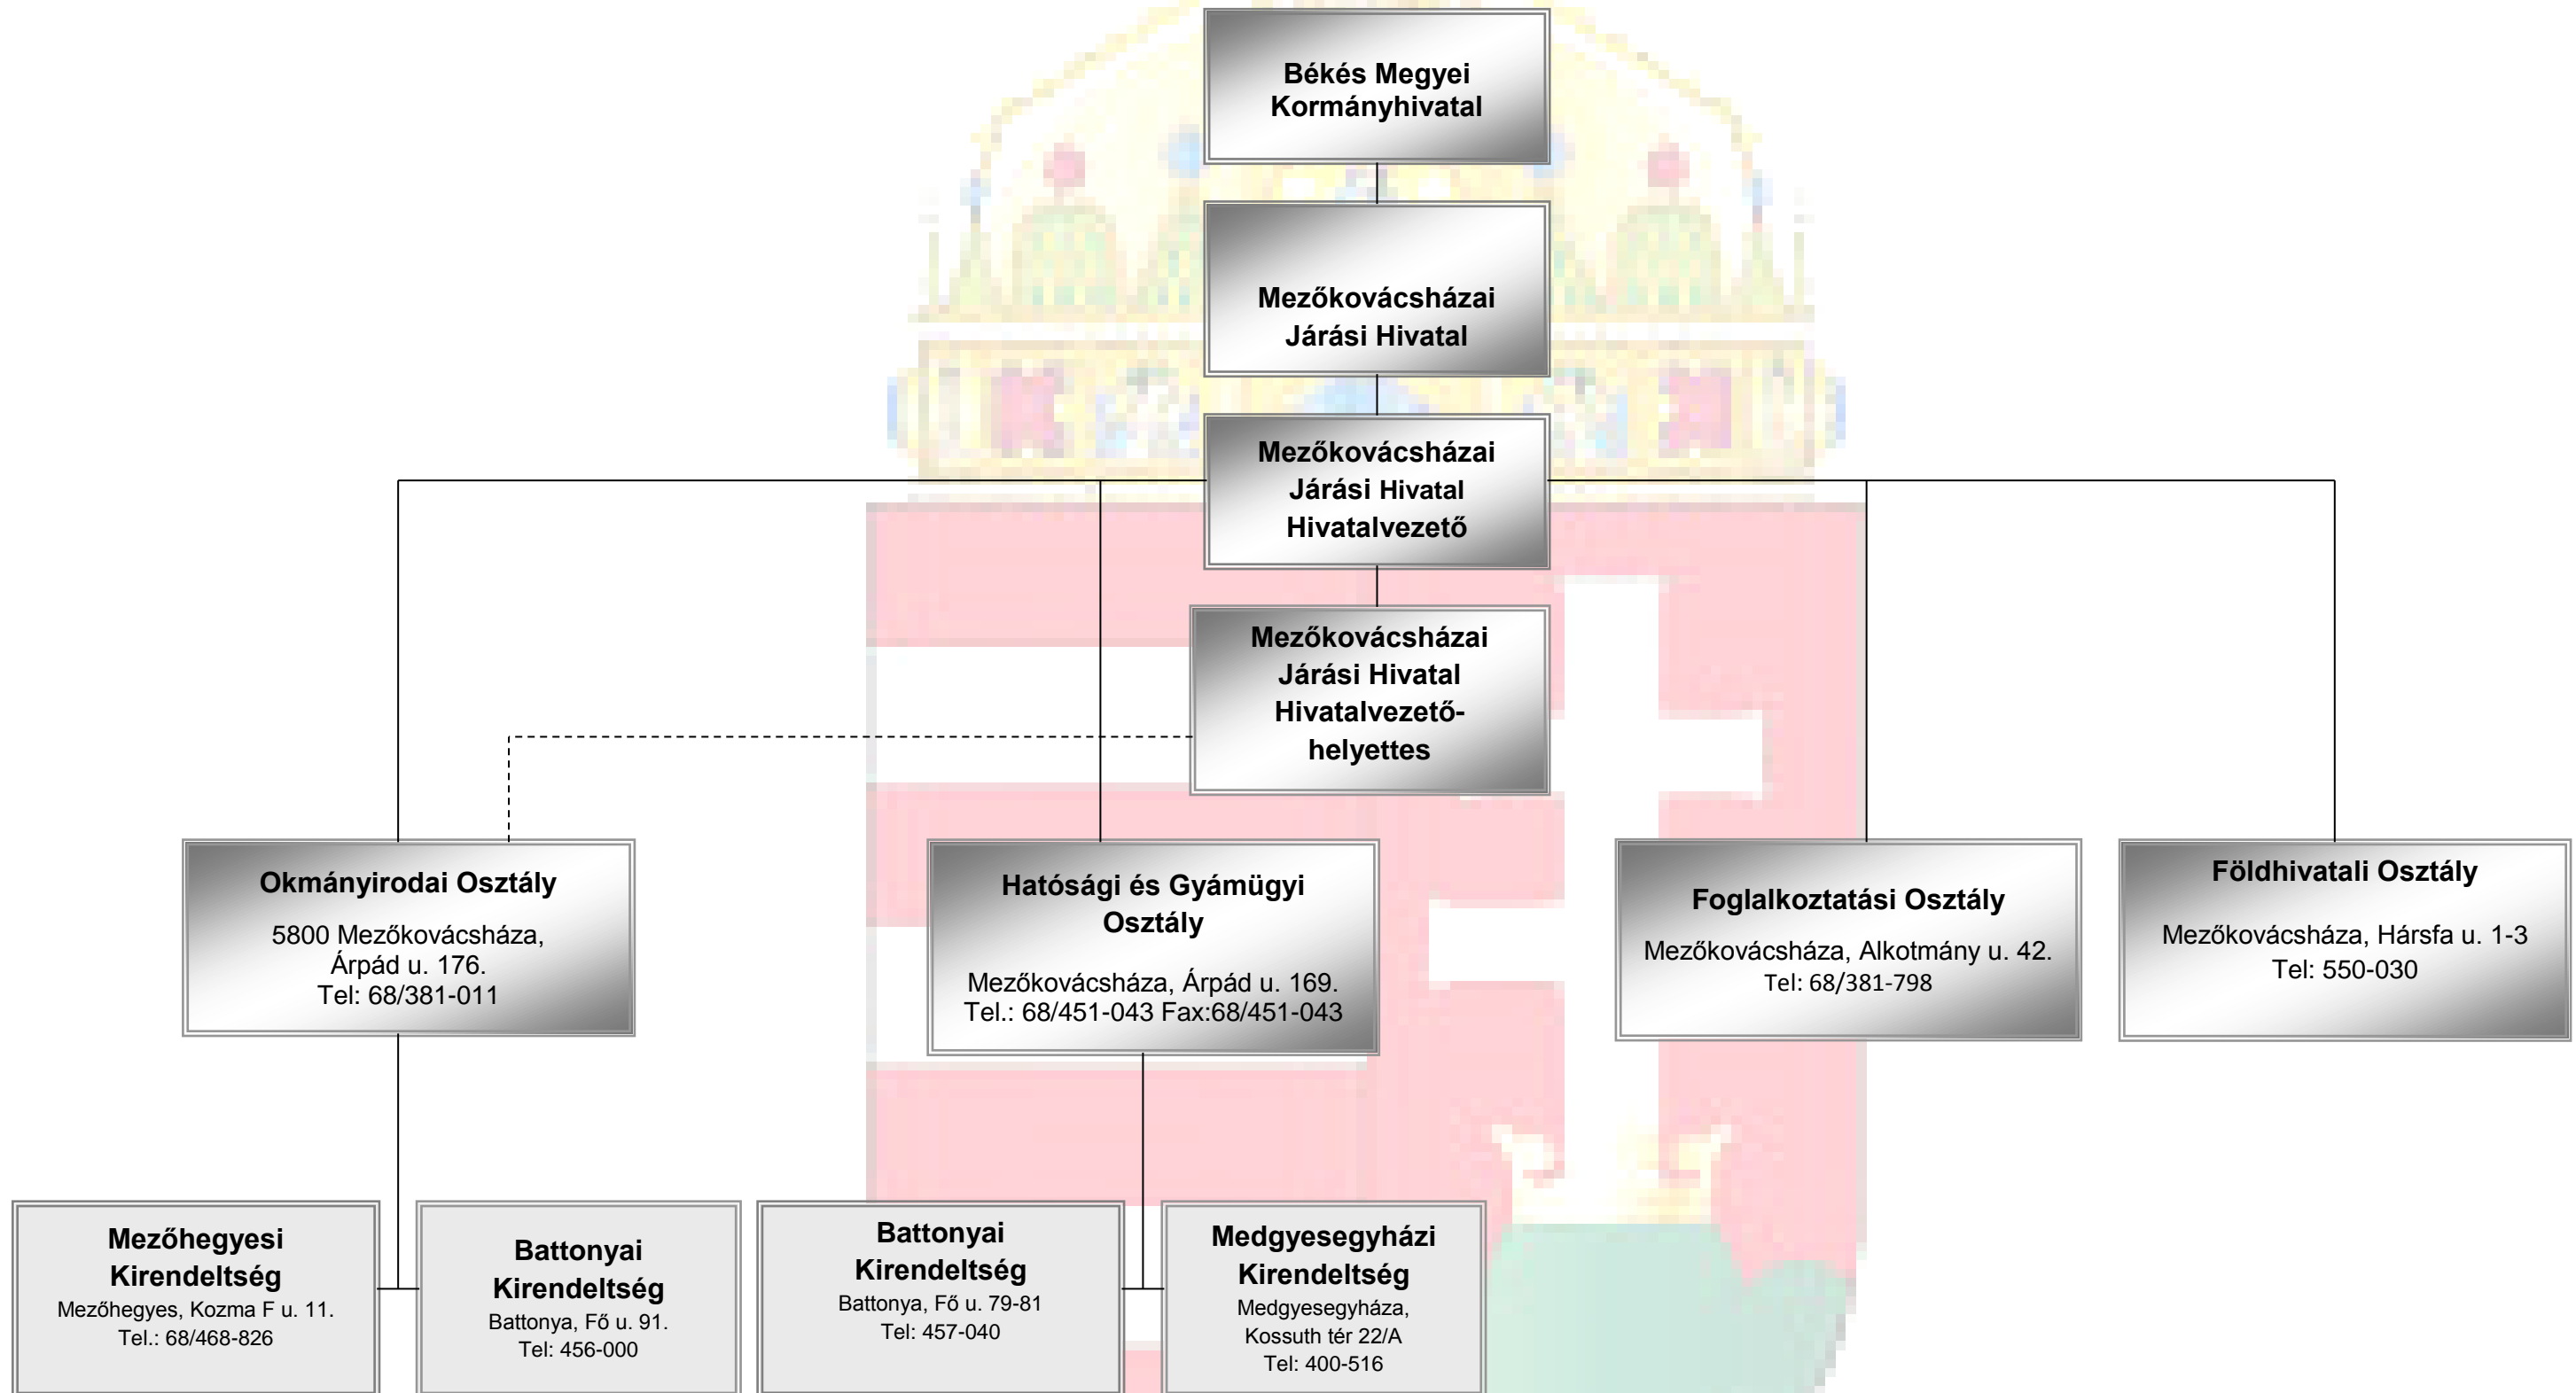 Békés Megyei
Kormányhivatal
Mezőkovácsházai
Járási Hivatal
Mezőkovácsházai
Járási Hivatal
Hivatalvezető
Mezőkovácsházai
Járási Hivatal
Hivatalvezető-
helyettes
Okmányirodai Osztály
5800 Mezőkovácsháza,
Árpád u. 176.
Tel: 68/381-011
Hatósági és Gyámügyi
Osztály
Mezőkovácsháza, Árpád u. 169.
Tel.: 68/451-043 Fax:68/451-043
Foglalkoztatási Osztály
Mezőkovácsháza, Alkotmány u. 42.
Tel: 68/381-798
Földhivatali Osztály
Mezőkovácsháza, Hársfa u. 1-3
Tel: 550-030
Mezőhegyesi
Kirendeltség
Mezőhegyes, Kozma F u. 11.
Tel.: 68/468-826
Battonyai
Kirendeltség
Battonya, Fő u. 91.
Tel: 456-000
Battonyai
Kirendeltség
Battonya, Fő u. 79-81
Tel: 457-040
Medgyesegyházi
Kirendeltség
Medgyesegyháza,
Kossuth tér 22/A
Tel: 400-516